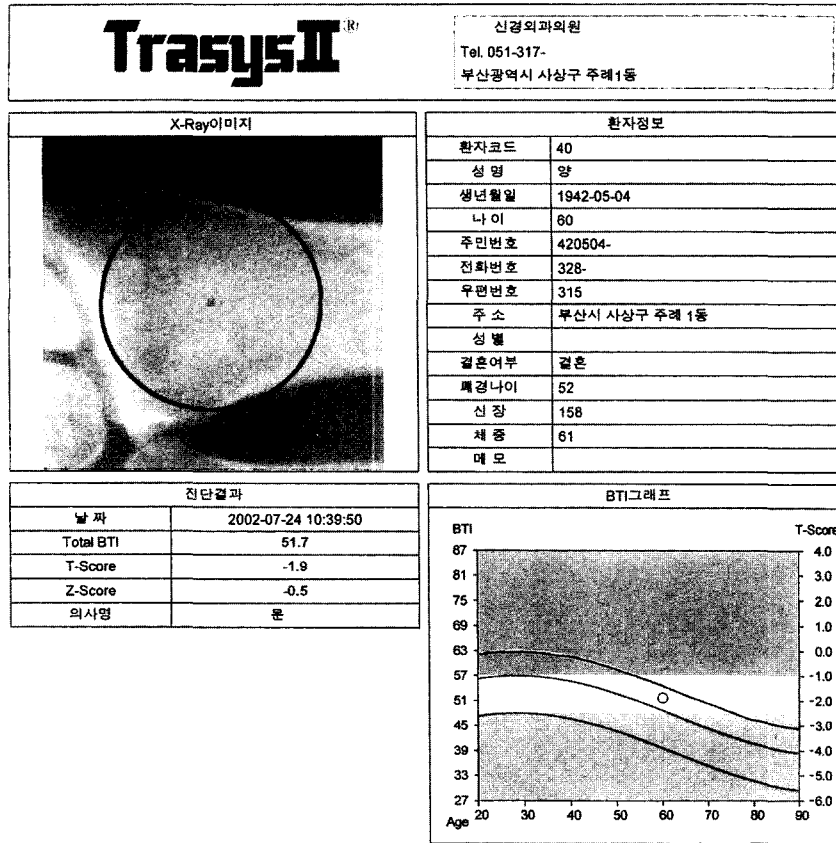 TrasysII®
신경외과의원
Tel. 051-317-
부산광역시 사상구 주례1동
X-Ray이미지
환자정보
환자코드 40
성 명 양
생년월일 1942-05-04
나 이 60
주민번호 420504-
전화번호 328-
우편번호 315
주 소 부산시 사상구 주례 1동
성 별
결혼여부 결혼
폐경나이 52
신 장 158
체 중 61
메 모
진단결과
날 짜 2002-07-24 10:39:50
Total BTI 51.7
T-Score -1.9
Z-Score -0.5
의사명 문
BTI그래프
BTI T-Score
87 4.0
81 3.0
75 2.0
69 1.0
63 0.0
57 -1.0
51 -2.0
45 -3.0
39 -4.0
33 -5.0
27 -6.0
Age 20 30 40 50 60 70 80 90